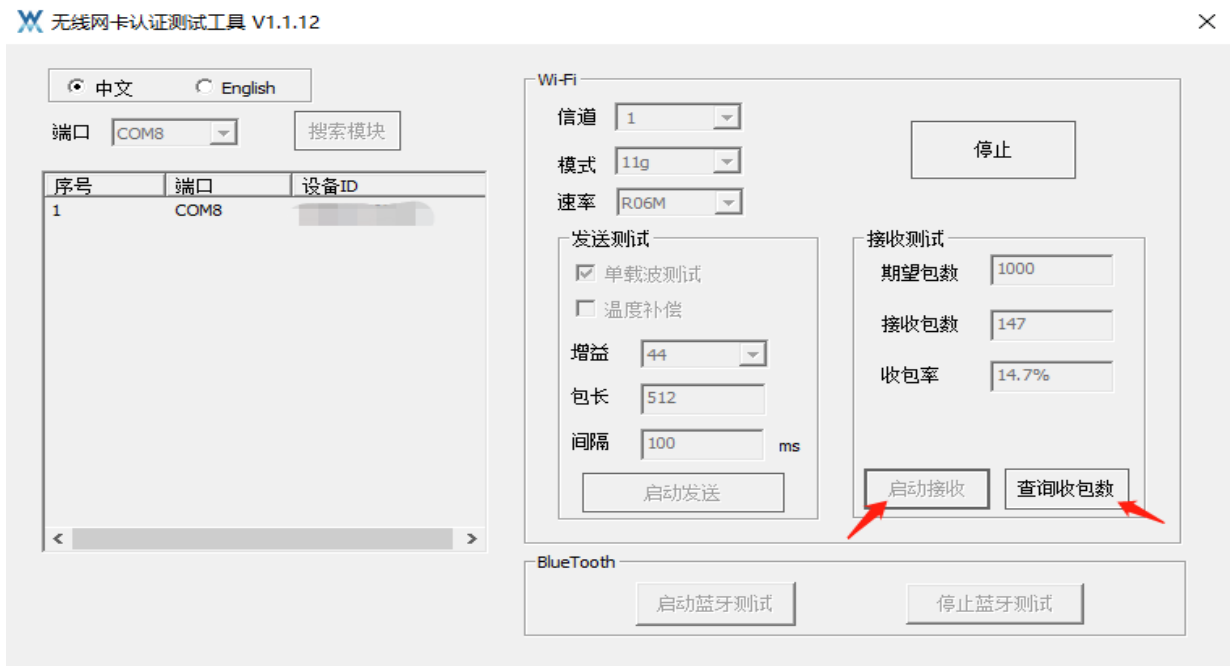 无线网卡认证测试工具 V1.1.12
中文 English
端口 COM8 搜索模块
序号 端口 设备ID
1 COM8
Wi-Fi
信道 1
模式 11g
速率 R06M
停止
发送测试
单载波测试
温度补偿
增益 44
包长 512
间隔 100 ms
启动发送
接收测试
期望包数 1000
接收包数 147
收包率 14.7%
启动接收 查询收包数
BlueTooth
启动蓝牙测试 停止蓝牙测试